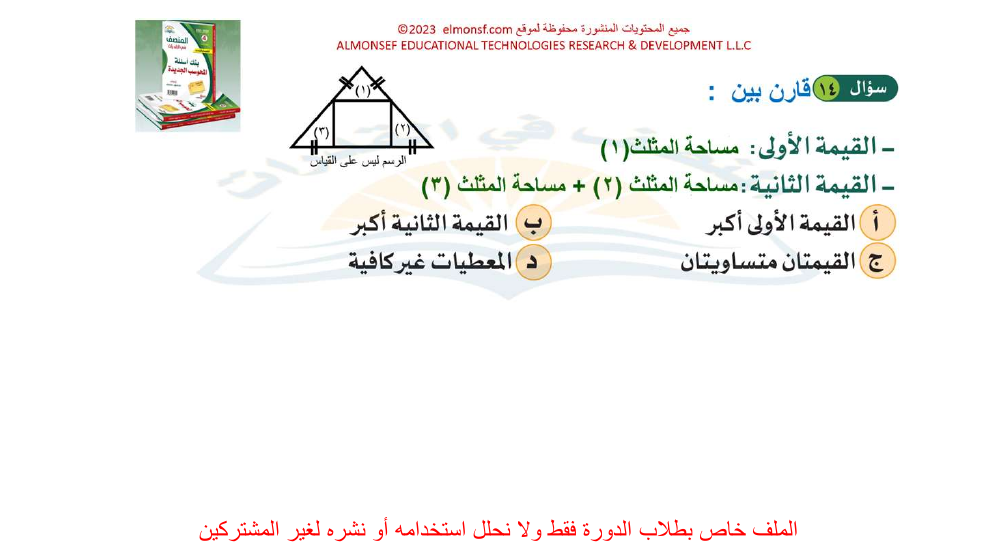 جميع المحتويات المنشورة محفوظة لموقع elmonsf.com 2023©
ALMONSEF EDUCATIONAL TECHNOLOGIES RESEARCH & DEVELOPMENT L.L.C
المنصف
بنك أسئلة
المحوسب الجديدة
سؤال ١٤ قارن بين :
(١)
(٣) (٢)
الرسم ليس على القياس
– القيمة الأولى: مساحة المثلث(١)
– القيمة الثانية: مساحة المثلث (٢) + مساحة المثلث (٣)
أ القيمة الأولى أكبر ب القيمة الثانية أكبر
ج القيمتان متساويتان د المعطيات غير كافية
الملف خاص بطلاب الدورة فقط ولا نحلل استخدامه أو نشره لغير المشتركين